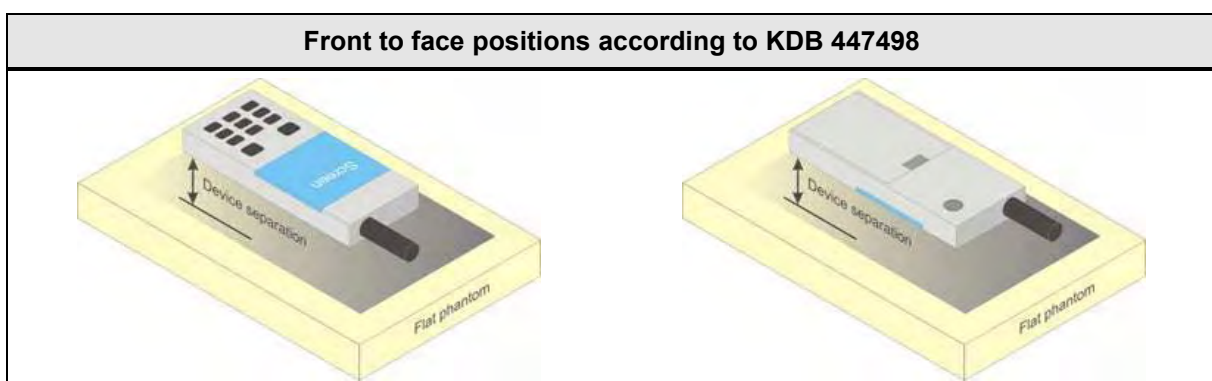 Front to face positions according to KDB 447498
Screen
Device separation
Flat phantom
Device separation
Flat phantom